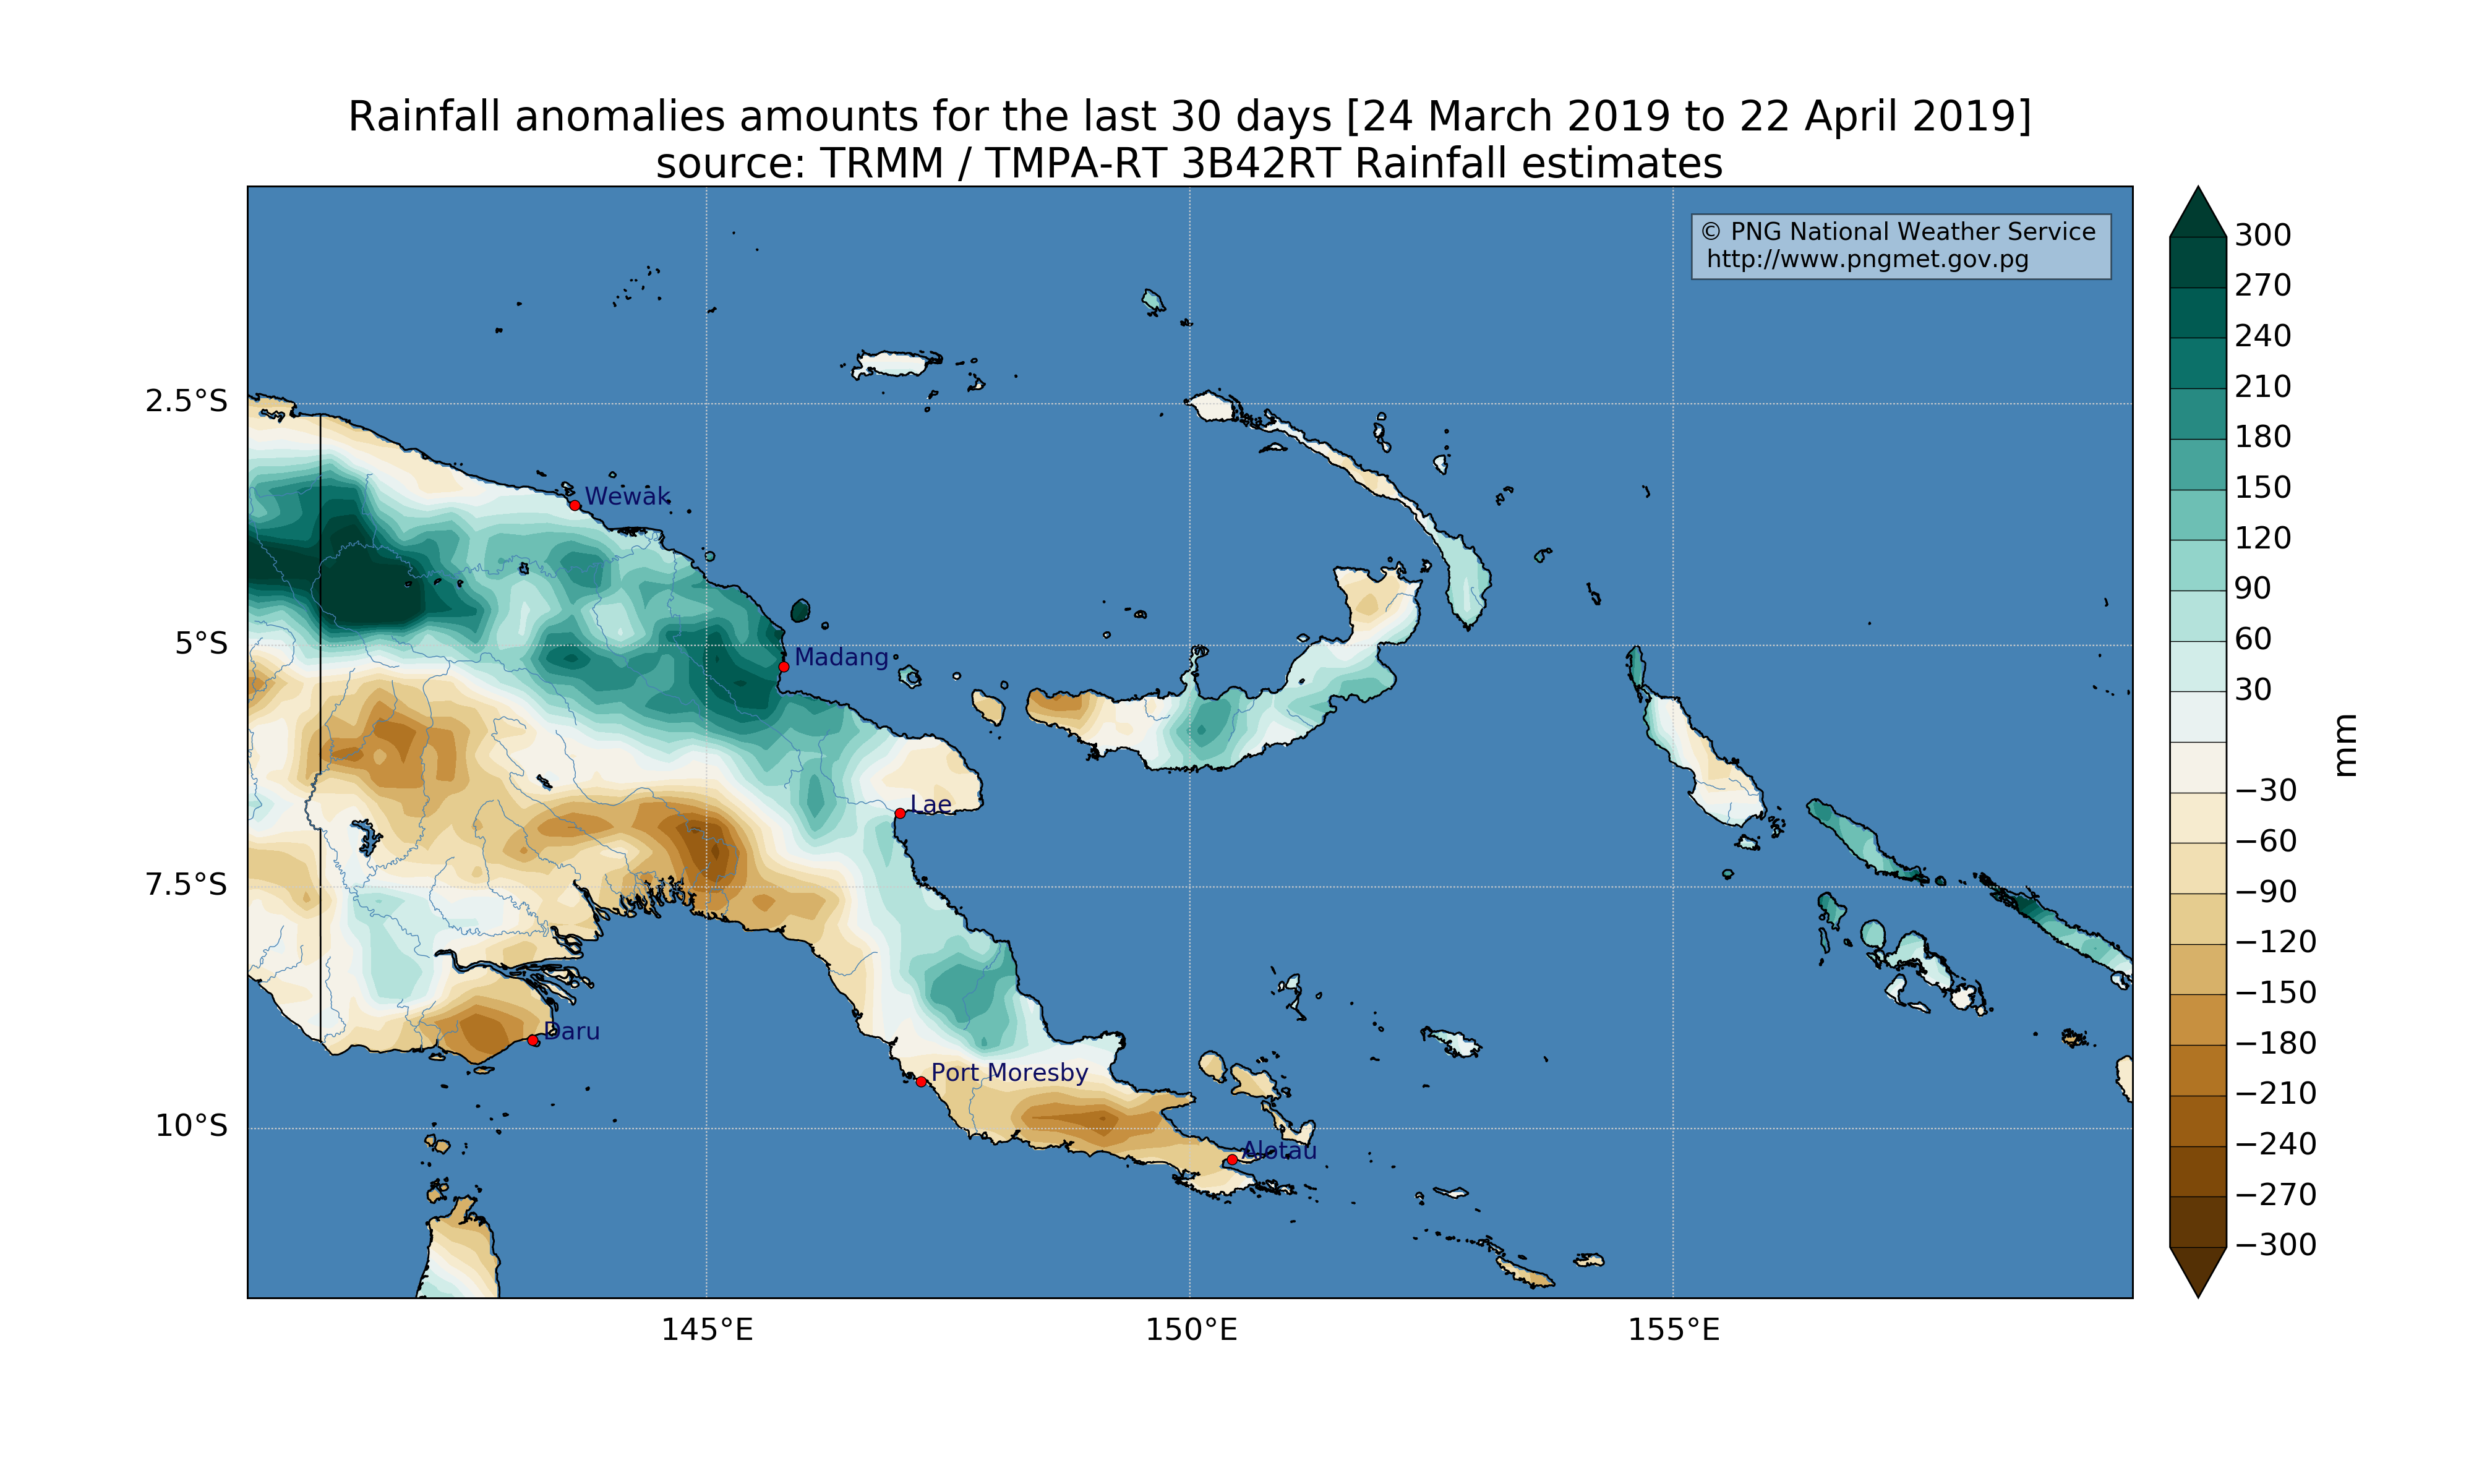 Rainfall anomalies amounts for the last 30 days [24 March 2019 to 22 April 2019]
source: TRMM / TMPA-RT 3B42RT Rainfall estimates
© PNG National Weather Service
http://www.pngmet.gov.pg
2.5°S
5°S
7.5°S
10°S
145°E
150°E
155°E
Wewak
Madang
Lae
Daru
Port Moresby
Alotau
300
270
240
210
180
150
120
90
60
30
−30
−60
−90
−120
−150
−180
−210
−240
−270
−300
mm